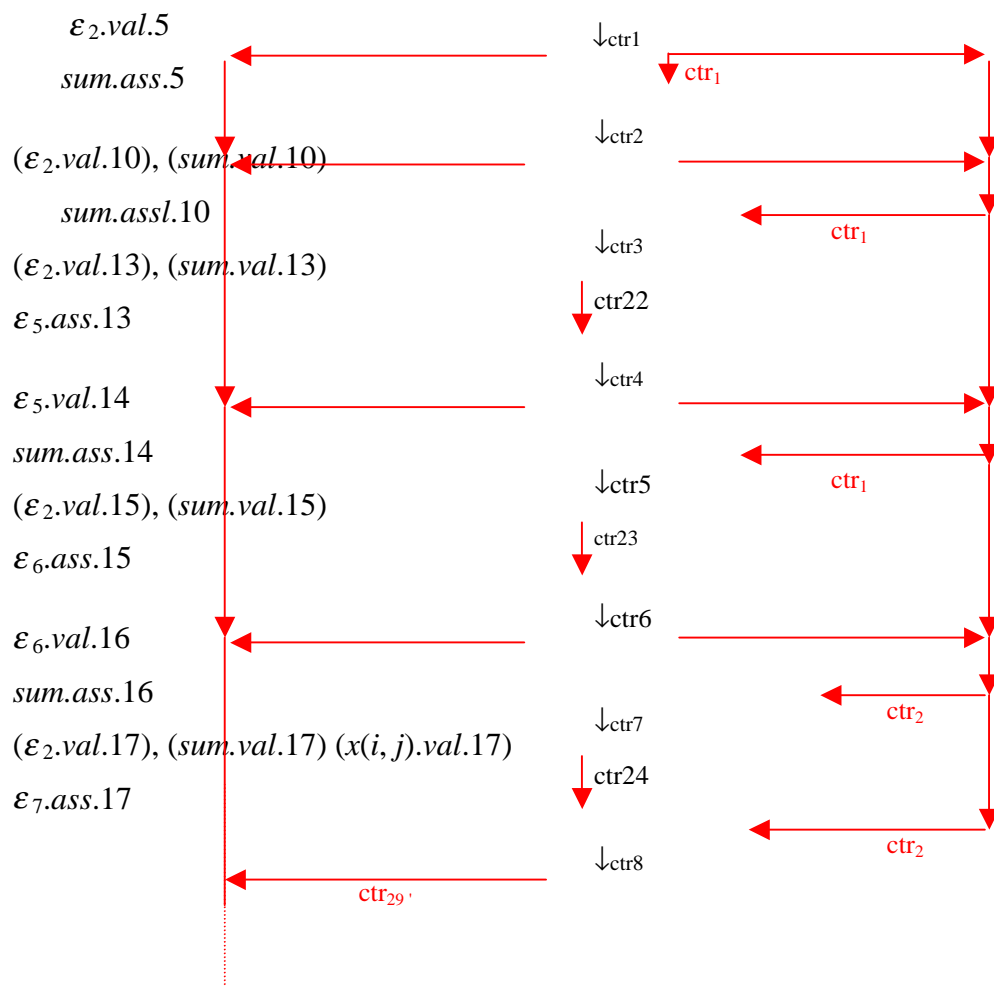 ε₂.val.5 ↓ctr1
sum.ass.5 ctr₁
(ε₂.val.10), (sum.val.10) ↓ctr2
sum.assl.10 ctr₁
(ε₂.val.13), (sum.val.13) ↓ctr3
ε₅.ass.13 ctr22
ε₅.val.14 ↓ctr4
sum.ass.14 ctr₁
(ε₂.val.15), (sum.val.15) ↓ctr5
ε₆.ass.15 ctr23
ε₆.val.16 ↓ctr6
sum.ass.16 ctr₂
(ε₂.val.17), (sum.val.17) (x(i, j).val.17) ↓ctr7
ε₇.ass.17 ctr24
ctr₂
↓ctr8
ctr₂₉'